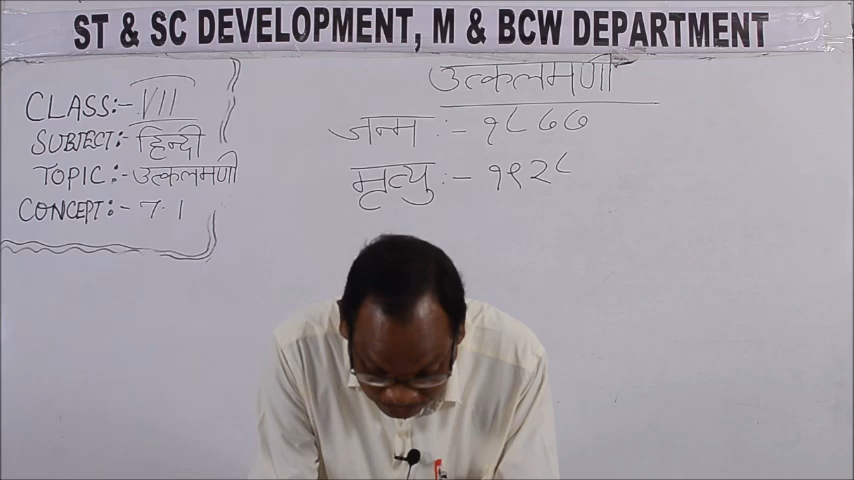 ST & SC DEVELOPMENT, M & BCW DEPARTMENT
CLASS:- VII
SUBJECT:- हिन्दी
TOPIC:- उत्कलमणी
CONCEPT:- 7.1
उत्कलमणी
जन्म :- १८७७
मृत्यु :- १९२८